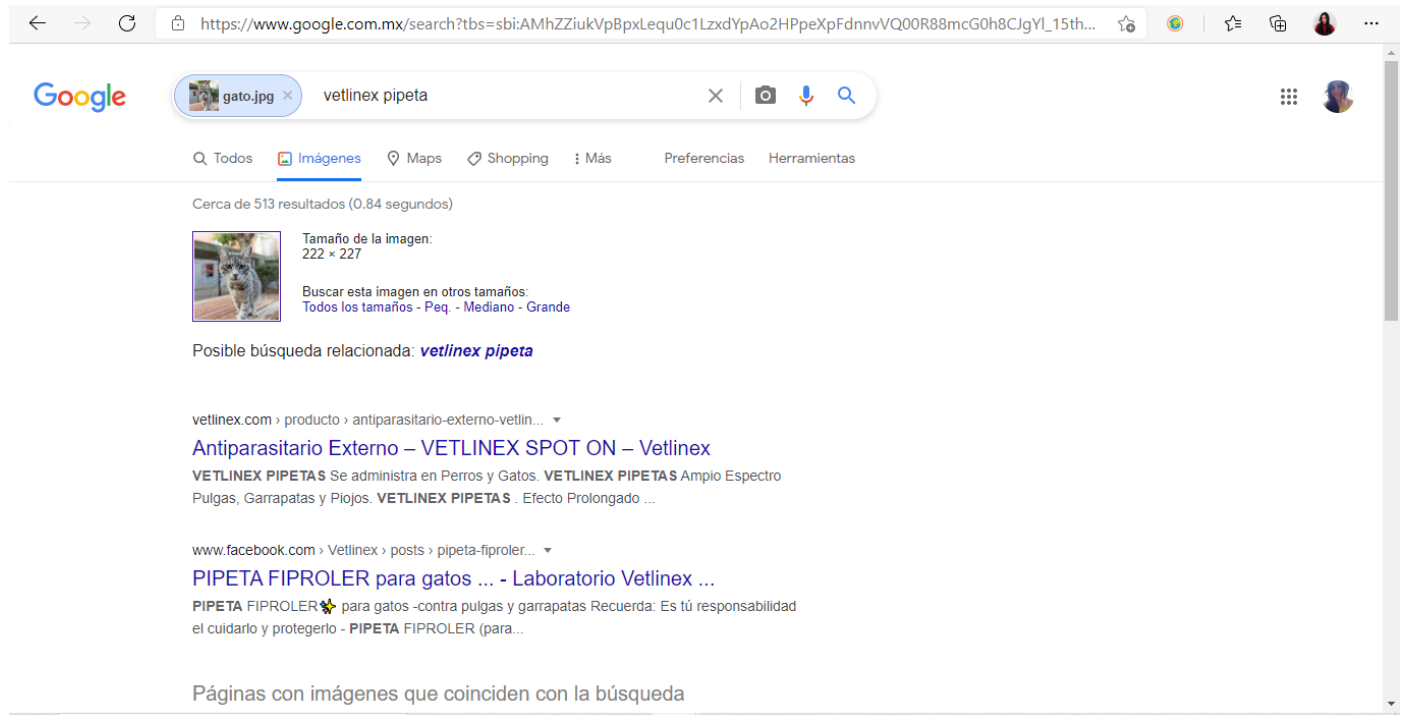 https://www.google.com.mx/search?tbs=sbi:AMhZZiukVpBpxLequ0c1LzxdYpAo2HPpeXpFdnnvVQ00R88mcG0h8CJgYl_15th...
Google
gato.jpg × vetlinex pipeta
Todos Imágenes Maps Shopping Más Preferencias Herramientas
Cerca de 513 resultados (0.84 segundos)
Tamaño de la imagen:
222 × 227
Buscar esta imagen en otros tamaños:
Todos los tamaños - Peq. - Mediano - Grande
Posible búsqueda relacionada: vetlinex pipeta
vetlinex.com › producto › antiparasitario-externo-vetlin...
Antiparasitario Externo – VETLINEX SPOT ON – Vetlinex
VETLINEX PIPETAS Se administra en Perros y Gatos. VETLINEX PIPETAS Ampio Espectro
Pulgas, Garrapatas y Piojos. VETLINEX PIPETAS . Efecto Prolongado ...
www.facebook.com › Vetlinex › posts › pipeta-fiproler...
PIPETA FIPROLER para gatos ... - Laboratorio Vetlinex ...
PIPETA FIPROLER✨ para gatos -contra pulgas y garrapatas Recuerda: Es tú responsabilidad
el cuidarlo y protegerlo - PIPETA FIPROLER (para...
Páginas con imágenes que coinciden con la búsqueda